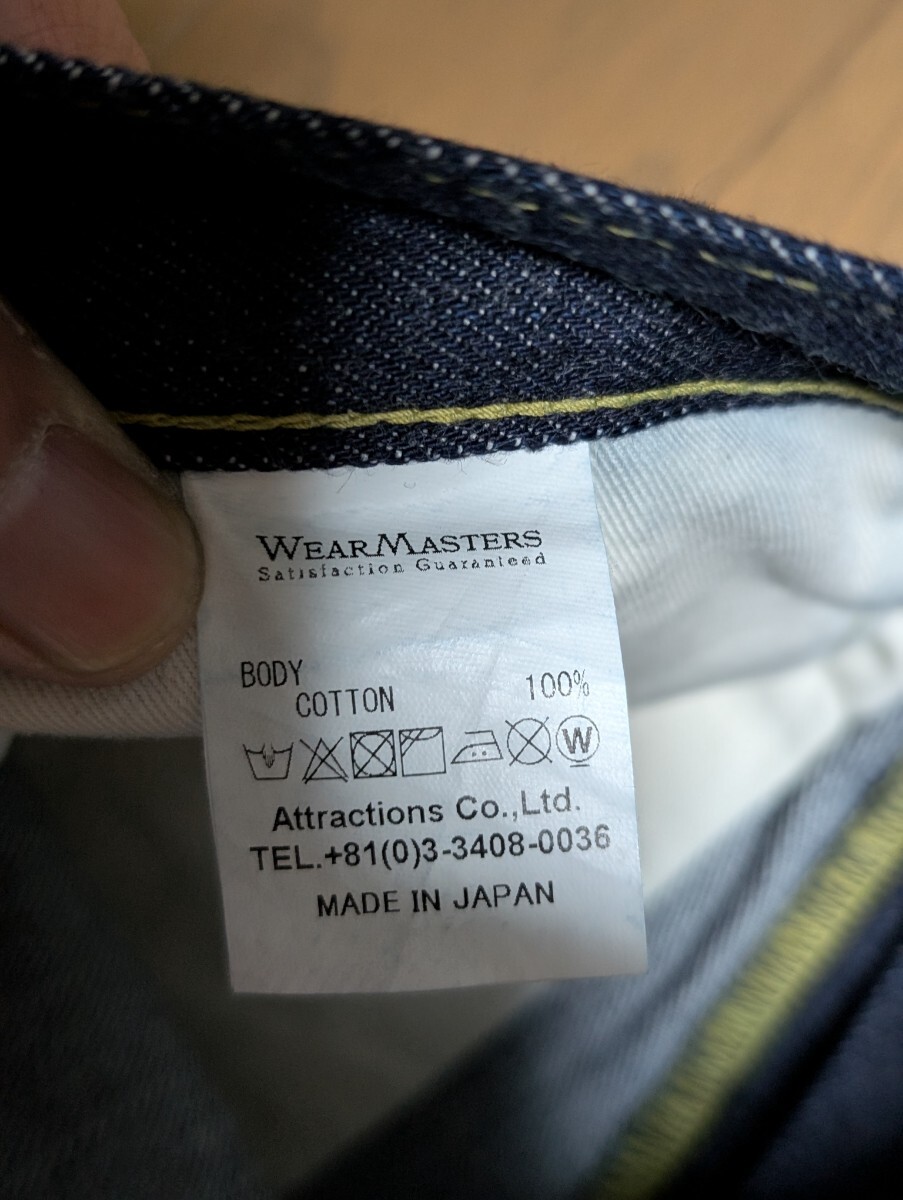 WEARMASTERS
Satisfaction Guaranteed
BODY
COTTON 100%
W
Attractions Co.,Ltd.
TEL.+81(0)3-3408-0036
MADE IN JAPAN